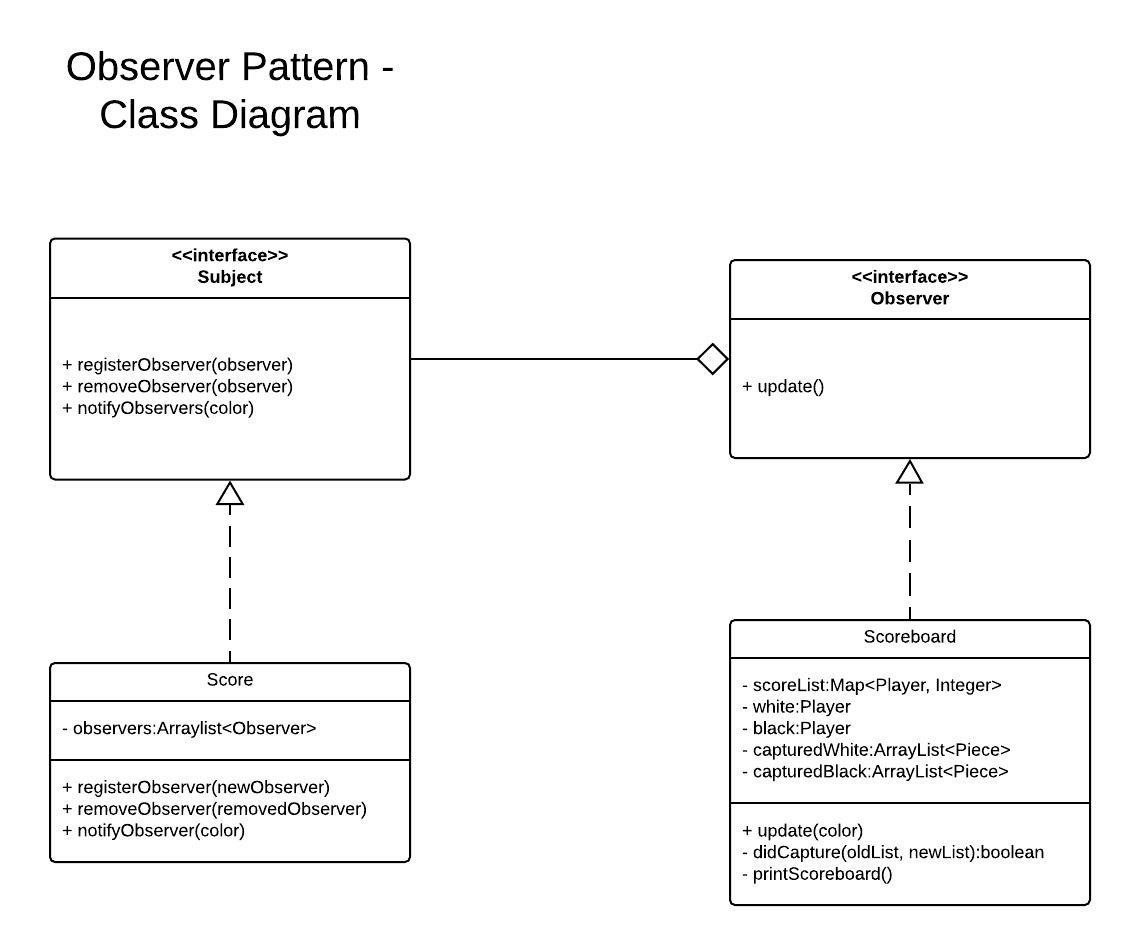 Observer Pattern -
Class Diagram
<<interface>>
Subject
+ registerObserver(observer)
+ removeObserver(observer)
+ notifyObservers(color)
<<interface>>
Observer
+ update()
Score
- observers:Arraylist<Observer>
+ registerObserver(newObserver)
+ removeObserver(removedObserver)
+ notifyObserver(color)
Scoreboard
- scoreList:Map<Player, Integer>
- white:Player
- black:Player
- capturedWhite:ArrayList<Piece>
- capturedBlack:ArrayList<Piece>
+ update(color)
- didCapture(oldList, newList):boolean
- printScoreboard()